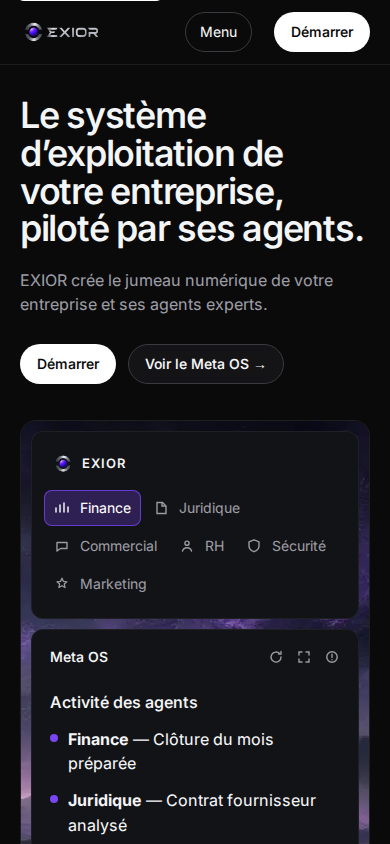 EXIOR
Menu
Démarrer
Le système
d’exploitation de
votre entreprise,
piloté par ses agents.
EXIOR crée le jumeau numérique de votre
entreprise et ses agents experts.
Démarrer
Voir le Meta OS →
EXIOR
Finance
Juridique
Commercial
RH
Sécurité
Marketing
Meta OS
Activité des agents
Finance — Clôture du mois
préparée
Juridique — Contrat fournisseur
analysé